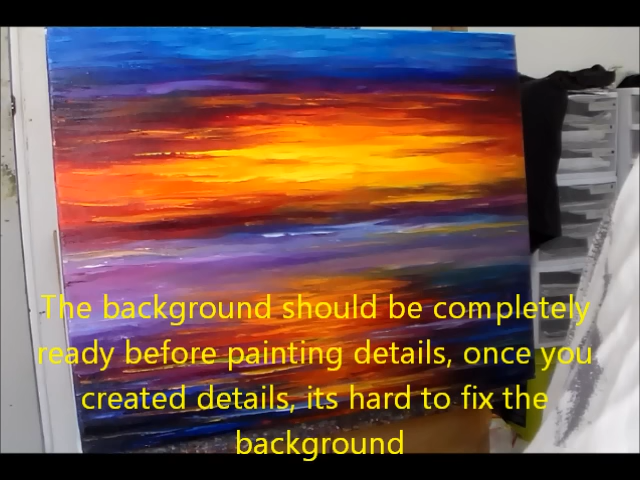 The background should be completely
ready before painting details, once you
created details, its hard to fix the
background